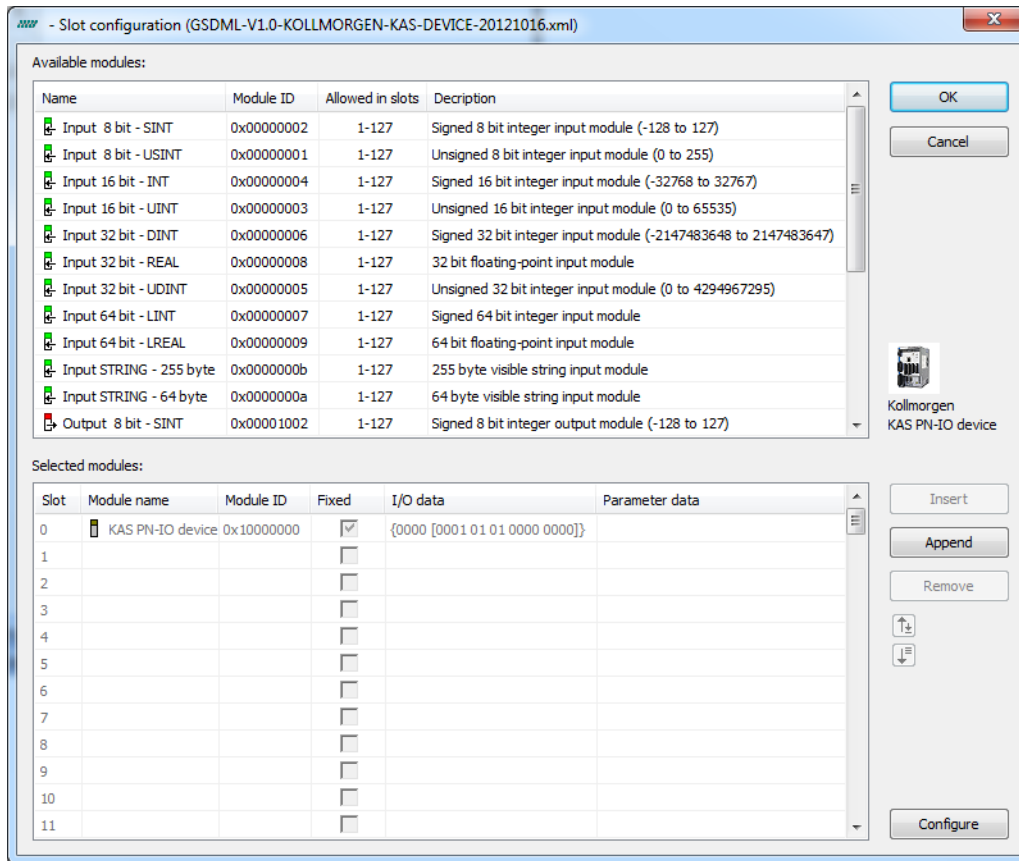 - Slot configuration (GSDML-V1.0-KOLLMORGEN-KAS-DEVICE-20121016.xml)
Available modules:
Name Module ID Allowed in slots Decription
Input 8 bit - SINT 0x00000002 1-127 Signed 8 bit integer input module (-128 to 127)
Input 8 bit - USINT 0x00000001 1-127 Unsigned 8 bit integer input module (0 to 255)
Input 16 bit - INT 0x00000004 1-127 Signed 16 bit integer input module (-32768 to 32767)
Input 16 bit - UINT 0x00000003 1-127 Unsigned 16 bit integer input module (0 to 65535)
Input 32 bit - DINT 0x00000006 1-127 Signed 32 bit integer input module (-2147483648 to 2147483647)
Input 32 bit - REAL 0x00000008 1-127 32 bit floating-point input module
Input 32 bit - UDINT 0x00000005 1-127 Unsigned 32 bit integer input module (0 to 4294967295)
Input 64 bit - LINT 0x00000007 1-127 Signed 64 bit integer input module
Input 64 bit - LREAL 0x00000009 1-127 64 bit floating-point input module
Input STRING - 255 byte 0x0000000b 1-127 255 byte visible string input module
Input STRING - 64 byte 0x0000000a 1-127 64 byte visible string input module
Output 8 bit - SINT 0x00001002 1-127 Signed 8 bit integer output module (-128 to 127)
OK
Cancel
Kollmorgen
KAS PN-IO device
Selected modules:
Slot Module name Module ID Fixed I/O data Parameter data
0 KAS PN-IO device 0x10000000 {0000 [0001 01 01 0000 0000]}
1
2
3
4
5
6
7
8
9
10
11
Insert
Append
Remove
Configure